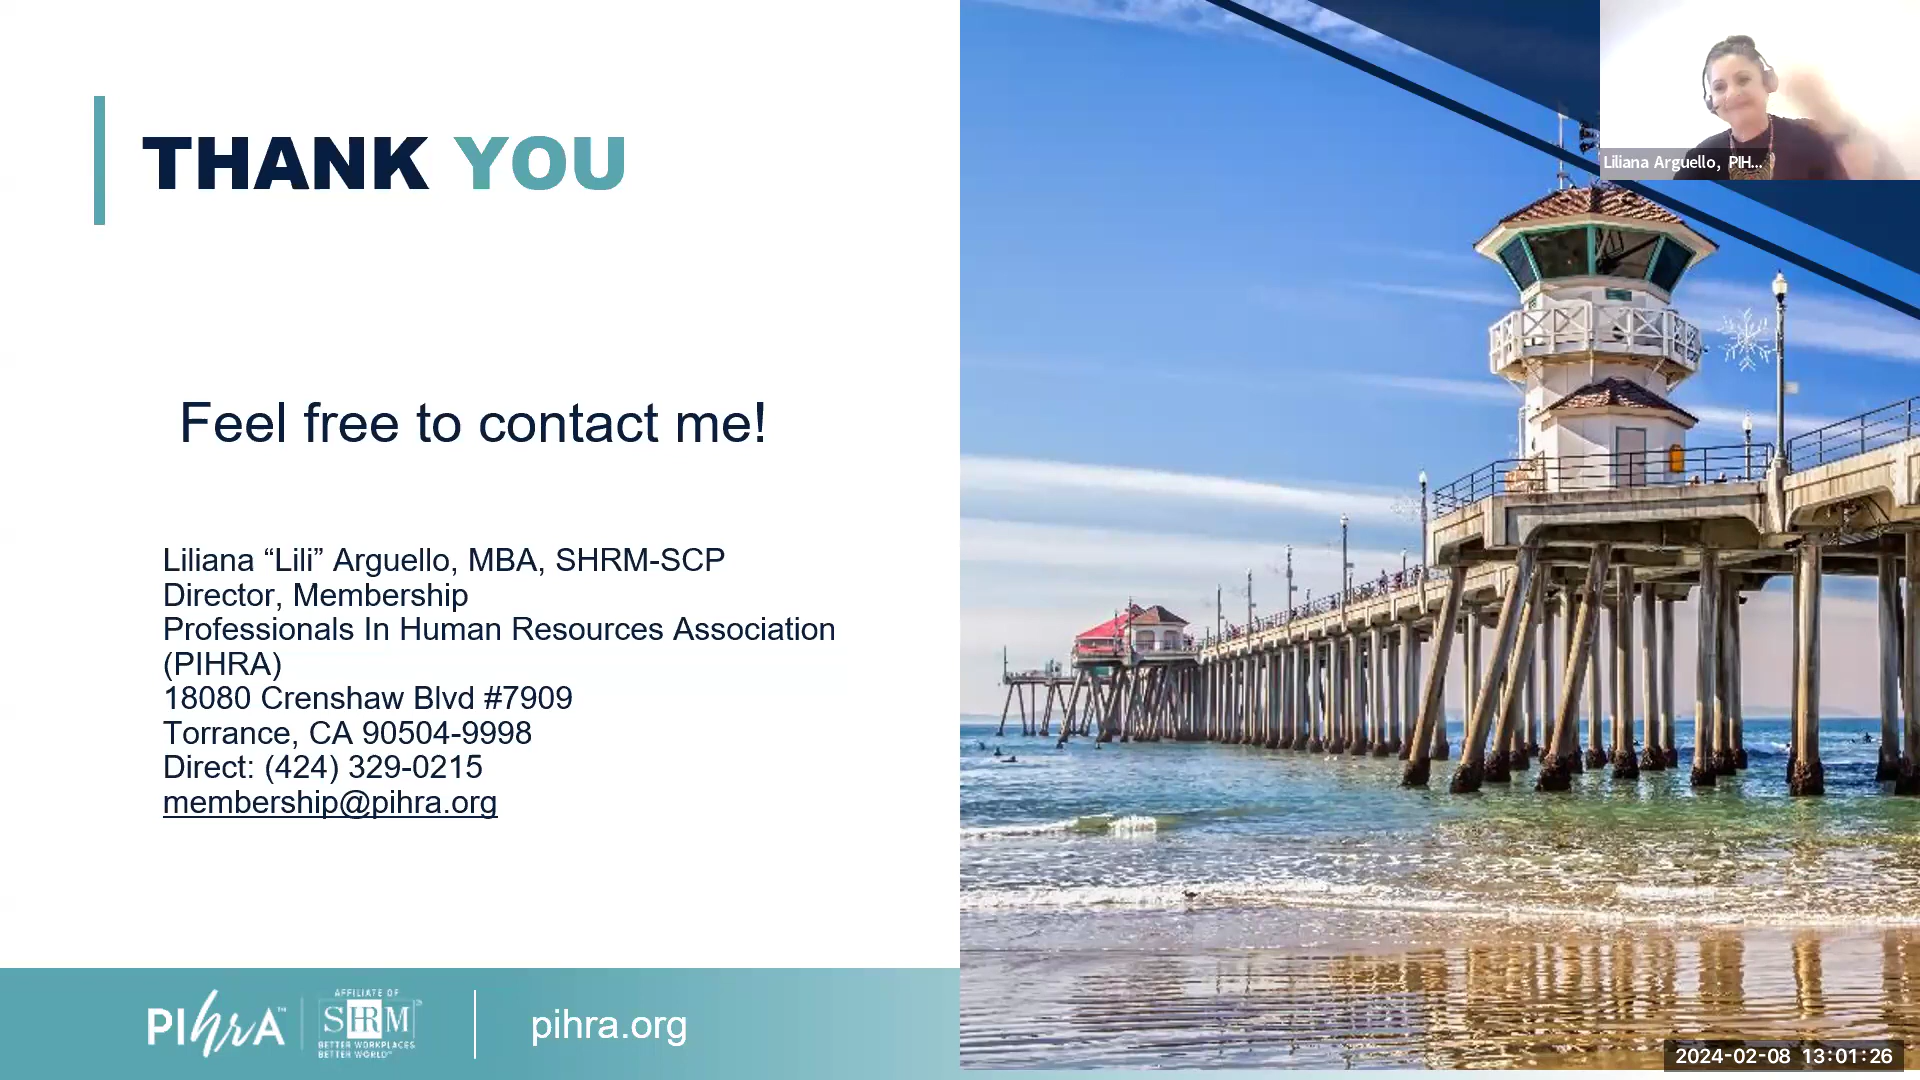 THANK YOU
Liliana Arguello, PIH...
Feel free to contact me!
Liliana “Lili” Arguello, MBA, SHRM-SCP
Director, Membership
Professionals In Human Resources Association
(PIHRA)
18080 Crenshaw Blvd #7909
Torrance, CA 90504-9998
Direct: (424) 329-0215
membership@pihra.org
PIhrA™
AFFILIATE OF
SHRM
BETTER WORKPLACES
BETTER WORLD™
pihra.org
2024-02-08 13:01:26